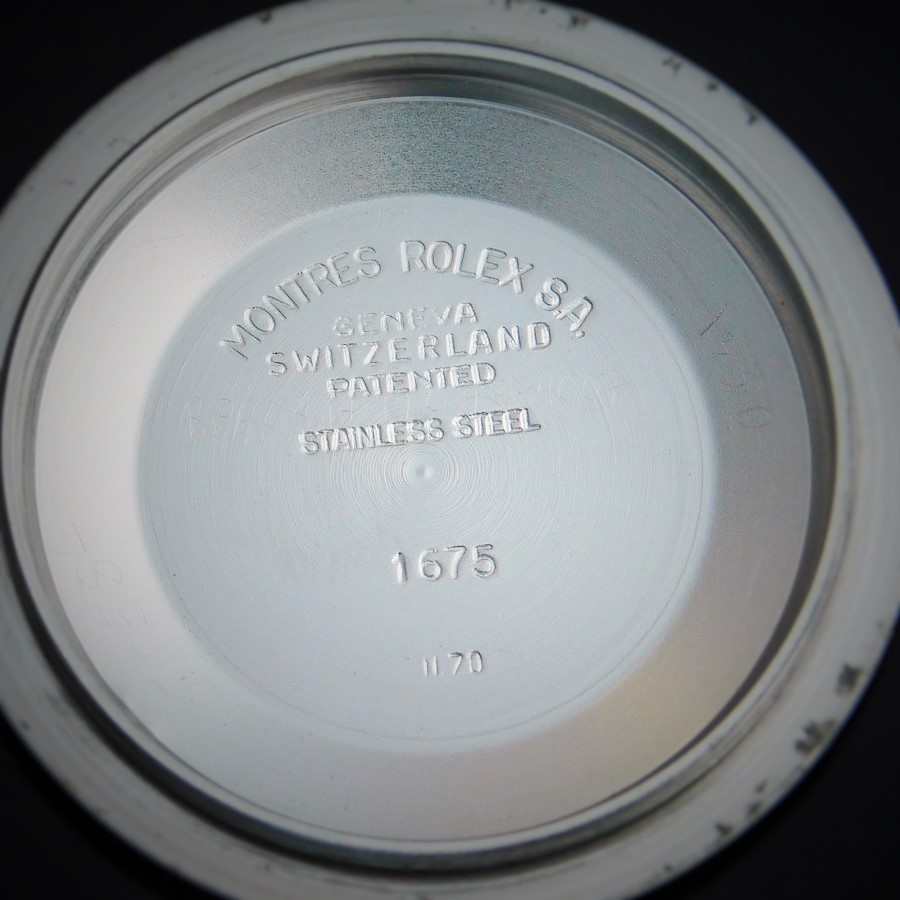 MONTRES ROLEX S.A.
GENEVA
SWITZERLAND
PATENTED
STAINLESS STEEL
1675
II.70